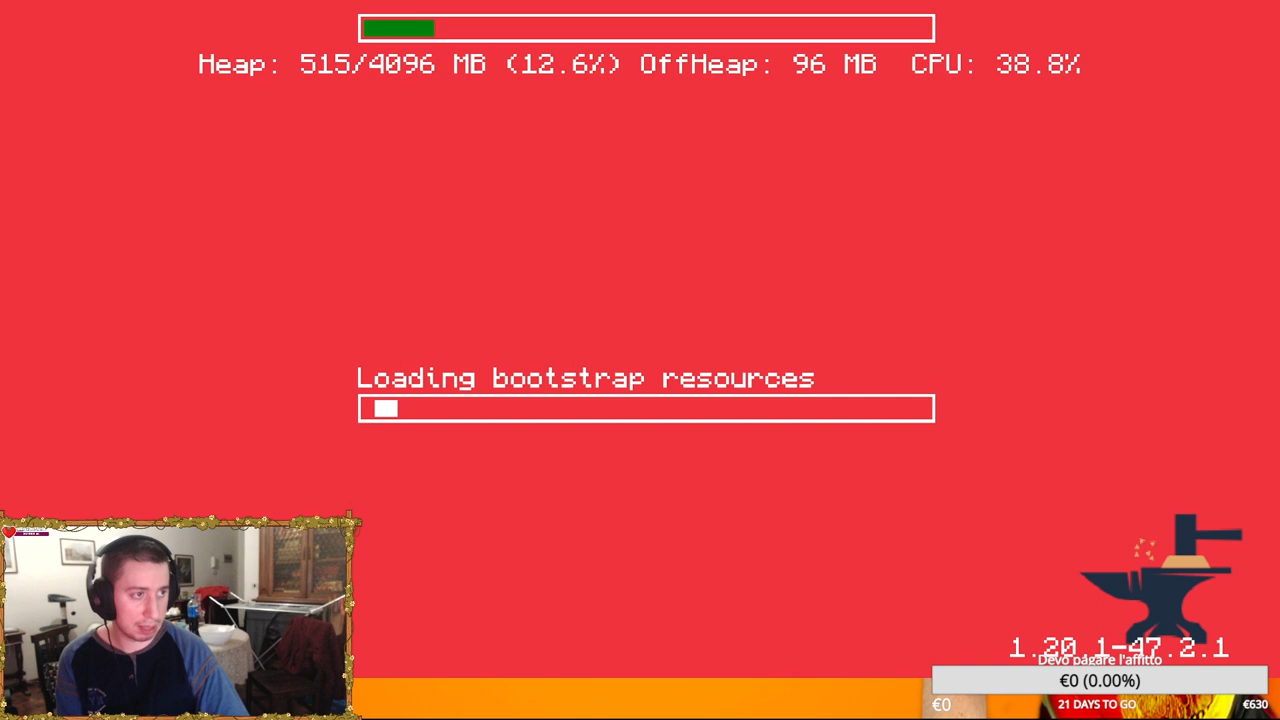 Heap: 515/4096 MB (12.6%) OffHeap: 96 MB CPU: 38.8%
Loading bootstrap resources
1.20.1-47.2.1
Devo pagare l'affitto
€0 (0.00%)
€0
21 DAYS TO GO
€630